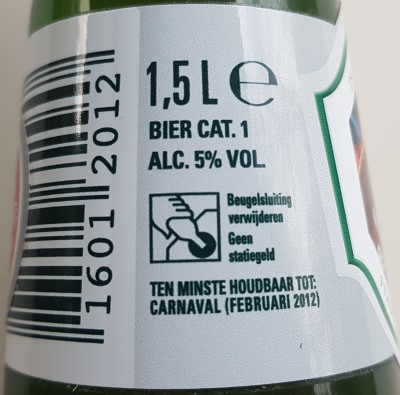 1601 2012
1,5 L ℮
BIER CAT. 1
ALC. 5% VOL.
Beugelsluiting
verwijderen
Geen
statiegeld
TEN MINSTE HOUDBAAR TOT:
CARNAVAL (FEBRUARI 2012)